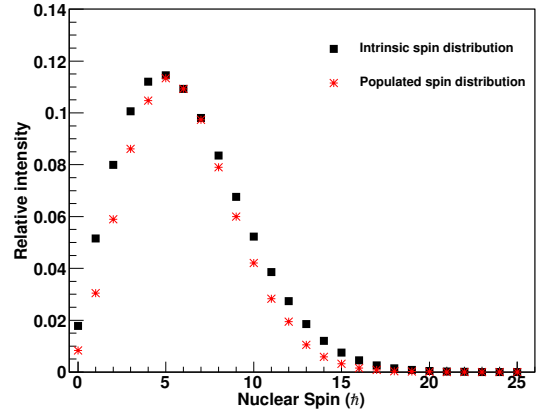 0.14
0.12
0.1
0.08
0.06
0.04
0.02
0
Relative intensity
Intrinsic spin distribution
Populated spin distribution
0 5 10 15 20 25
Nuclear Spin (ℏ)